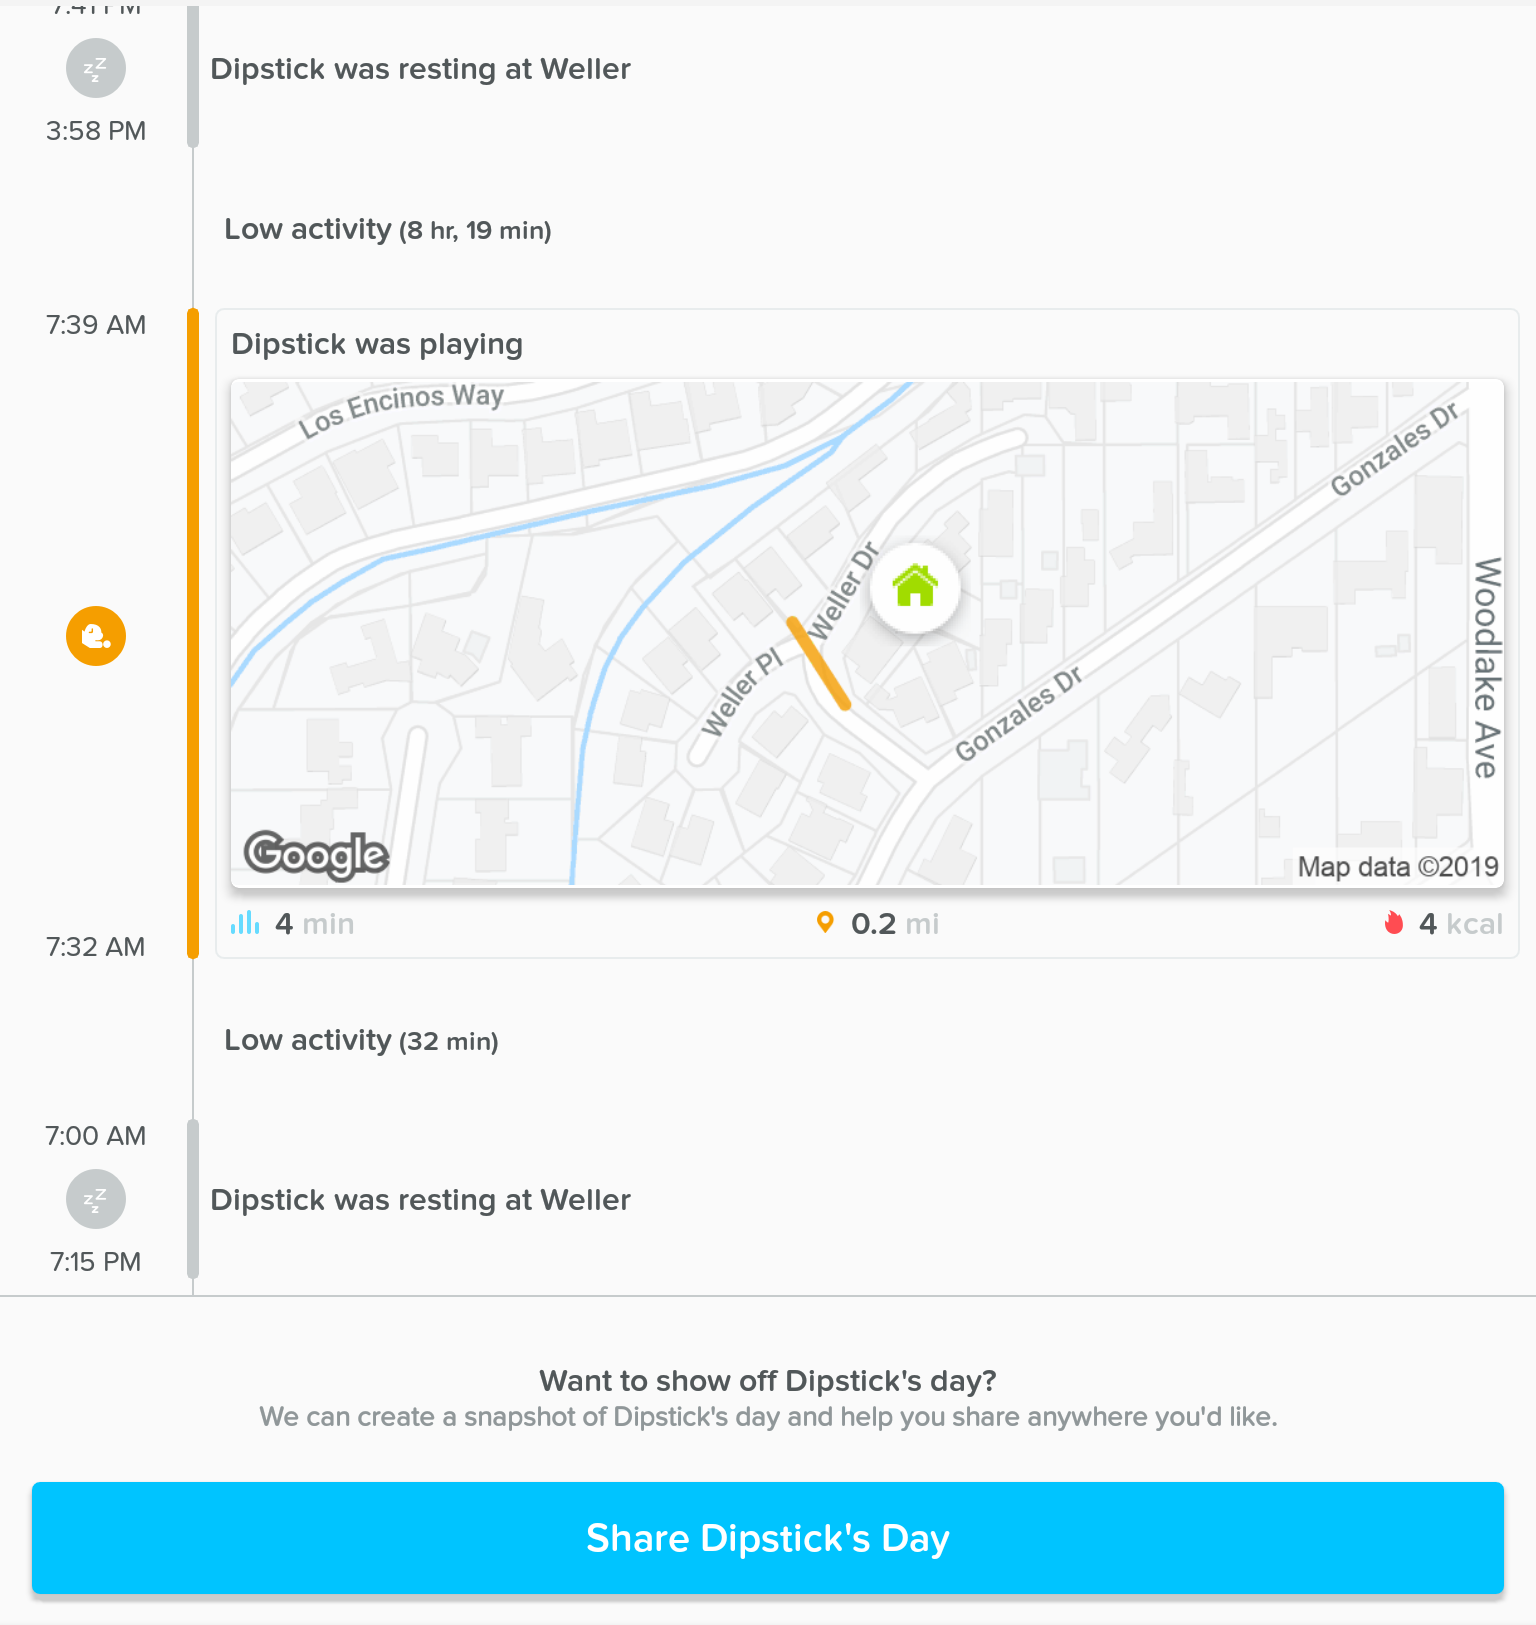 7:41 PM
Dipstick was resting at Weller
3:58 PM
Low activity (8 hr, 19 min)
7:39 AM
Dipstick was playing
Los Encinos Way
Gonzales Dr
Weller Dr
Woodlake Ave
Weller Pl
Gonzales Dr
Google
Map data ©2019
4 min
0.2 mi
4 kcal
7:32 AM
Low activity (32 min)
7:00 AM
Dipstick was resting at Weller
7:15 PM
Want to show off Dipstick's day?
We can create a snapshot of Dipstick's day and help you share anywhere you'd like.
Share Dipstick's Day